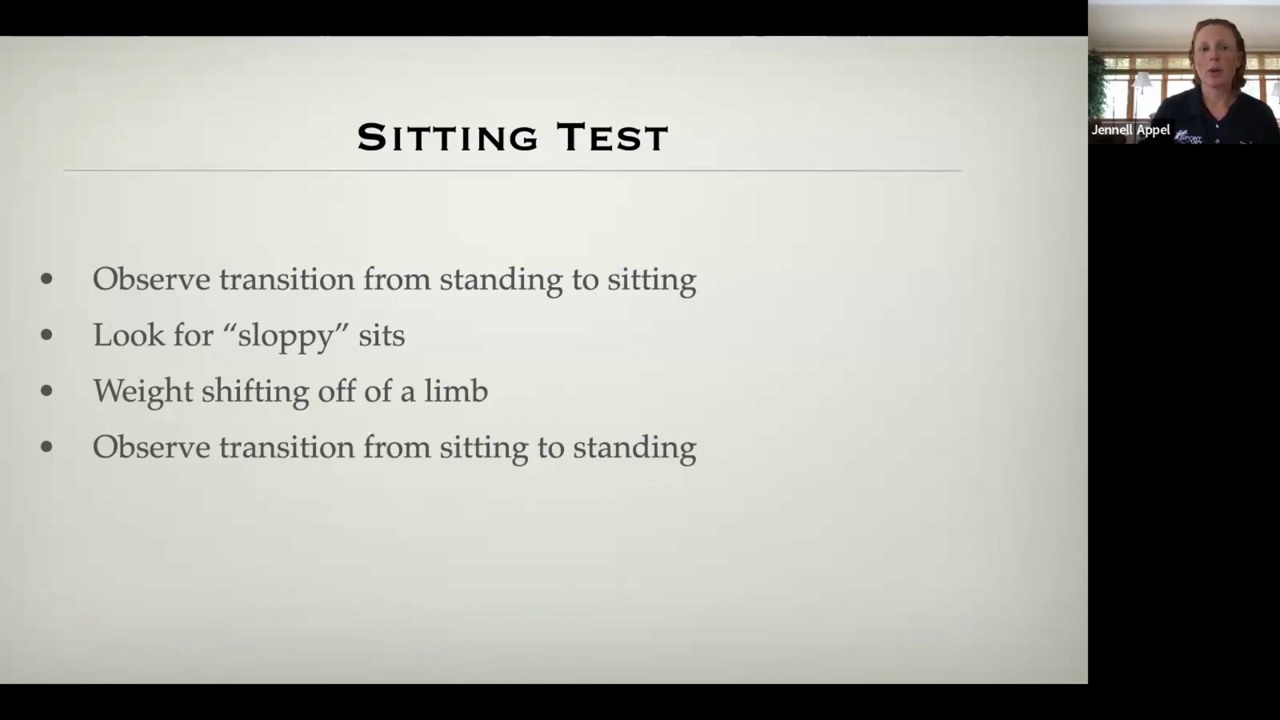 Sitting Test
• Observe transition from standing to sitting
• Look for “sloppy” sits
• Weight shifting off of a limb
• Observe transition from sitting to standing
Jennell Appel
SPORT